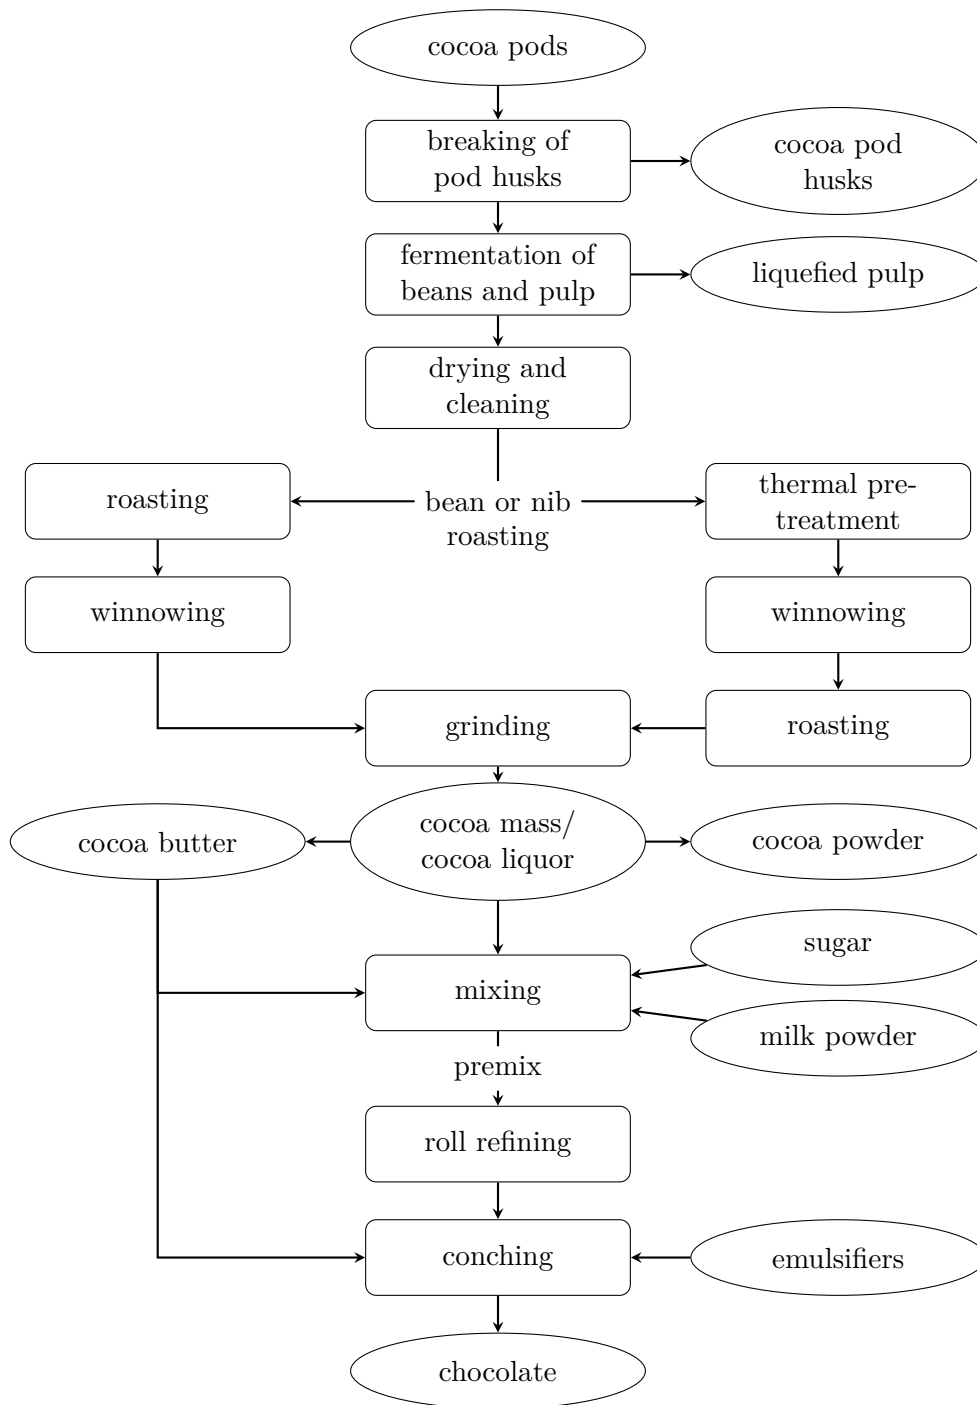 cocoa pods
breaking of
pod husks
cocoa pod
husks
fermentation of
beans and pulp
liquefied pulp
drying and
cleaning
roasting
bean or nib
roasting
thermal pre-
treatment
winnowing
winnowing
grinding
roasting
cocoa butter
cocoa mass/
cocoa liquor
cocoa powder
sugar
mixing
milk powder
premix
roll refining
conching
emulsifiers
chocolate